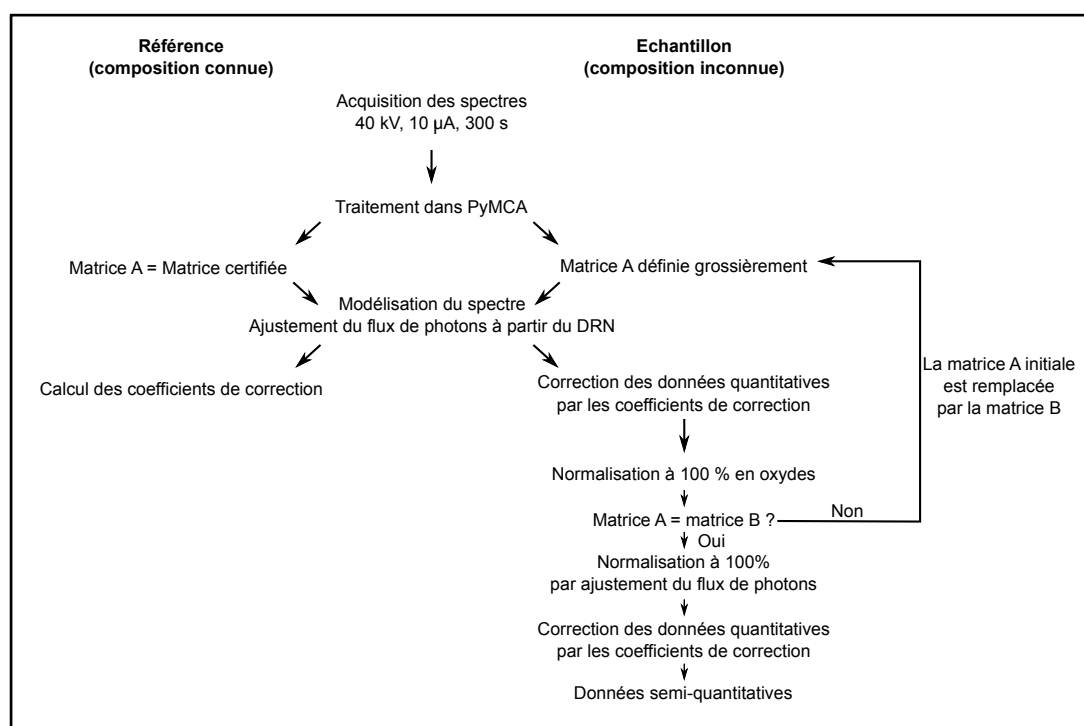 Référence
(composition connue)
Echantillon
(composition inconnue)
Acquisition des spectres
40 kV, 10 µA, 300 s
Traitement dans PyMCA
Matrice A = Matrice certifiée
Matrice A définie grossièrement
Modélisation du spectre
Ajustement du flux de photons à partir du DRN
Calcul des coefficients de correction
Correction des données quantitatives
par les coefficients de correction
La matrice A initiale
est remplacée
par la matrice B
Normalisation à 100 % en oxydes
Matrice A = matrice B ?
Non
Oui
Normalisation à 100%
par ajustement du flux de photons
Correction des données quantitatives
par les coefficients de correction
Données semi-quantitatives